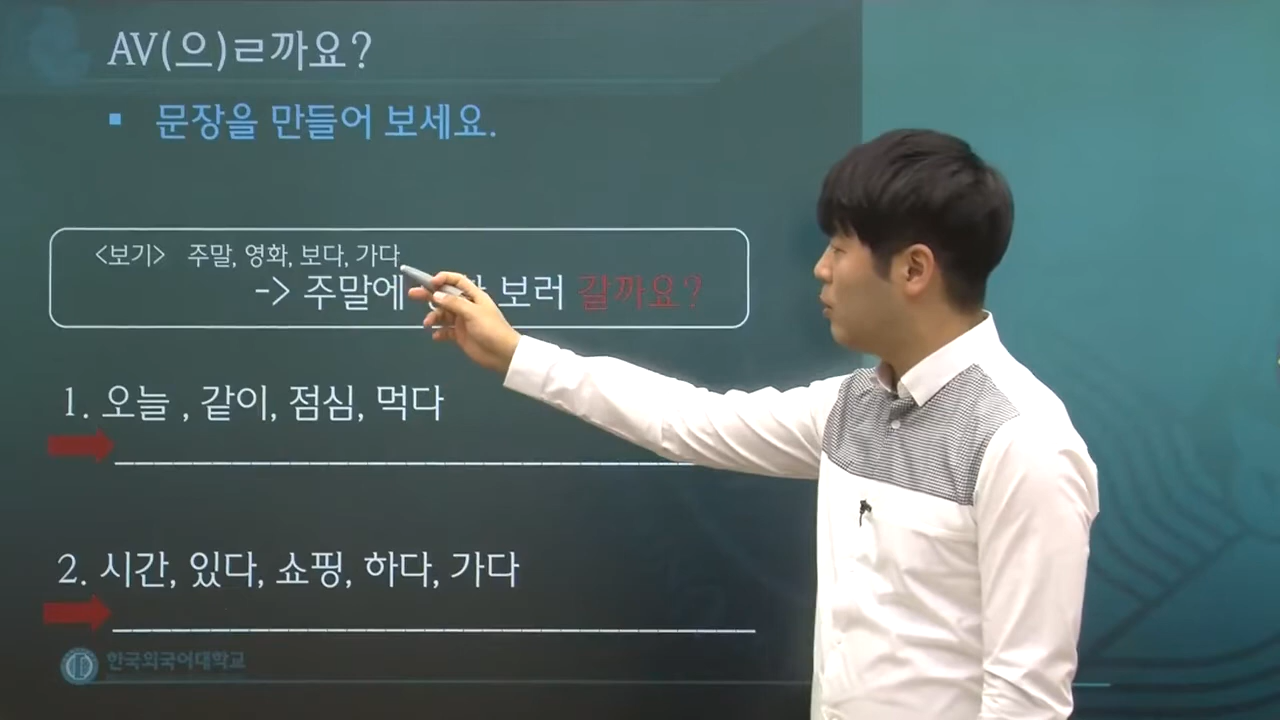 AV(으)ㄹ까요?
▪ 문장을 만들어 보세요.
<보기> 주말, 영화, 보다, 가다
-> 주말에 보러 갈까요?
1. 오늘 , 같이, 점심, 먹다
2. 시간, 있다, 쇼핑, 하다, 가다
한국외국어대학교